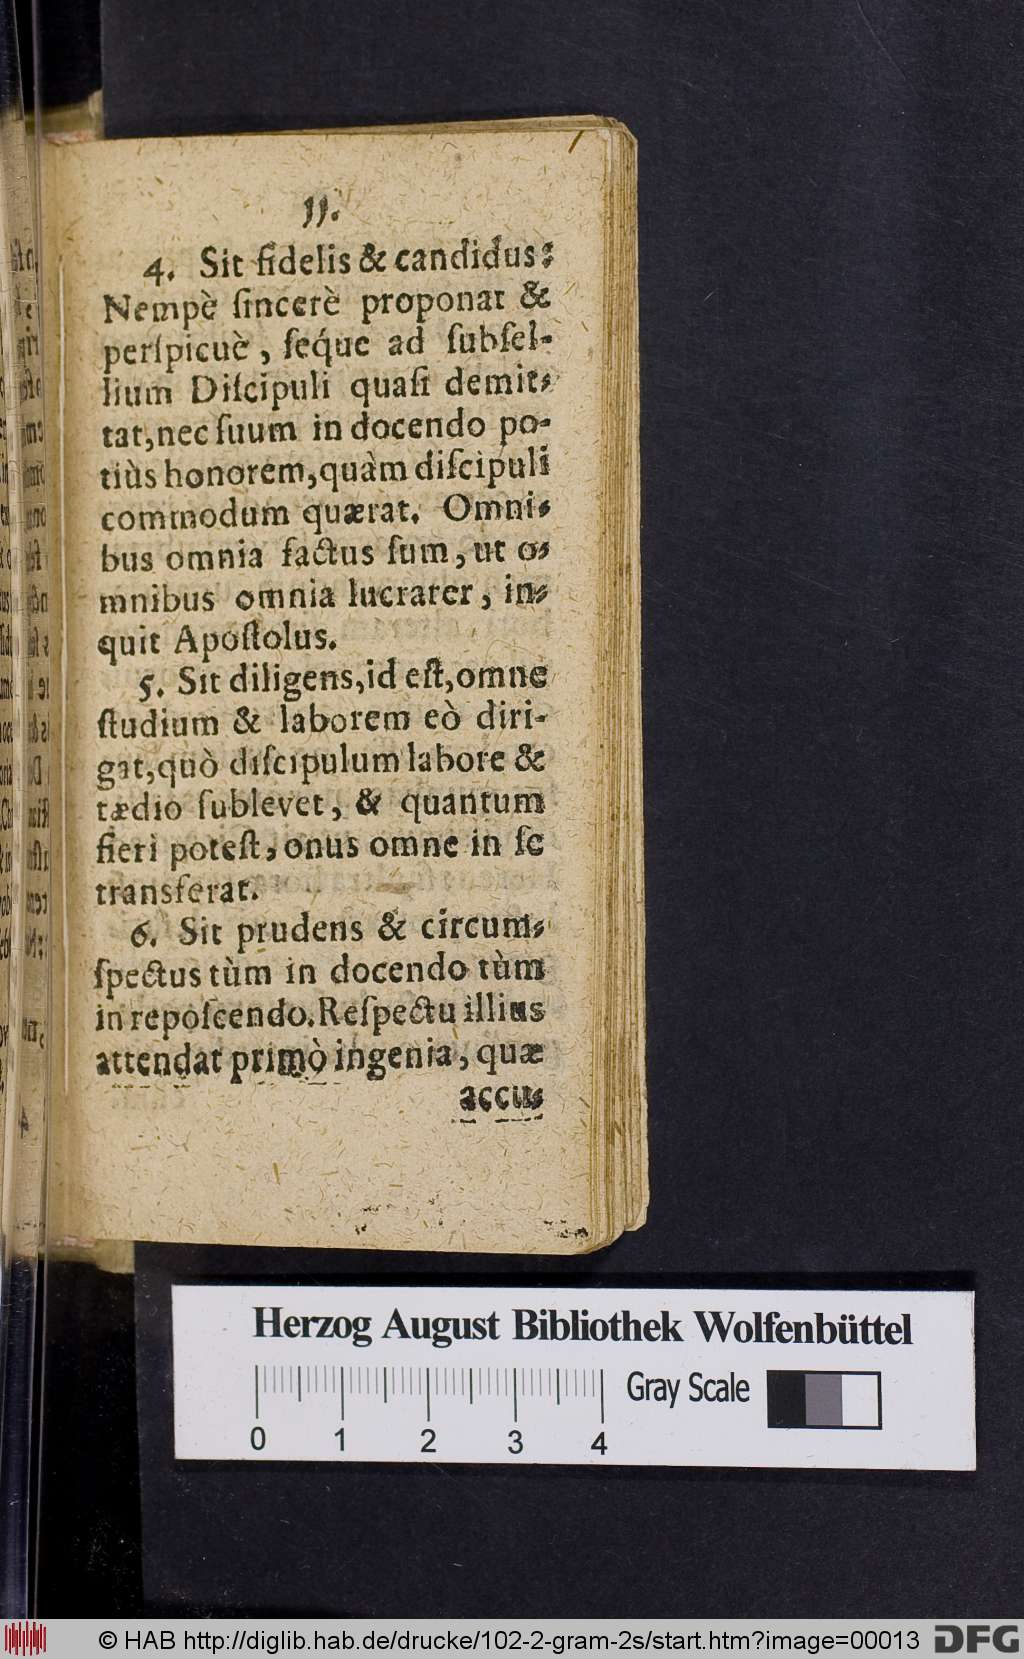 11.
4. Sit fidelis & candidus:
Nempè ſincerè proponat &
perſpicuè, ſeq́ue ad ſubſel-
lium Diſcipuli quaſi demit-
tat, nec ſuum in docendo po-
tiùs honorem, quàm diſcipuli
commodum quærat. Omni-
bus omnia factus ſum, ut o-
mnibus omnia lucrarer, in-
quit Apoſtolus.
5. Sit diligens, id eſt, omne
ſtudium & laborem eò diri-
gat, quò diſcipulum labore &
tædio ſublevet, & quantum
fieri poteſt, onus omne in ſe
transferat.
6. Sit prudens & circum-
ſpectus tùm in docendo tùm
in repoſcendo. Reſpectu illius
attendat primò ingenia, quæ
accu-
Herzog August Bibliothek Wolfenbüttel
Gray Scale
0 1 2 3 4
© HAB http://diglib.hab.de/drucke/102-2-gram-2s/start.htm?image=00013 DFG